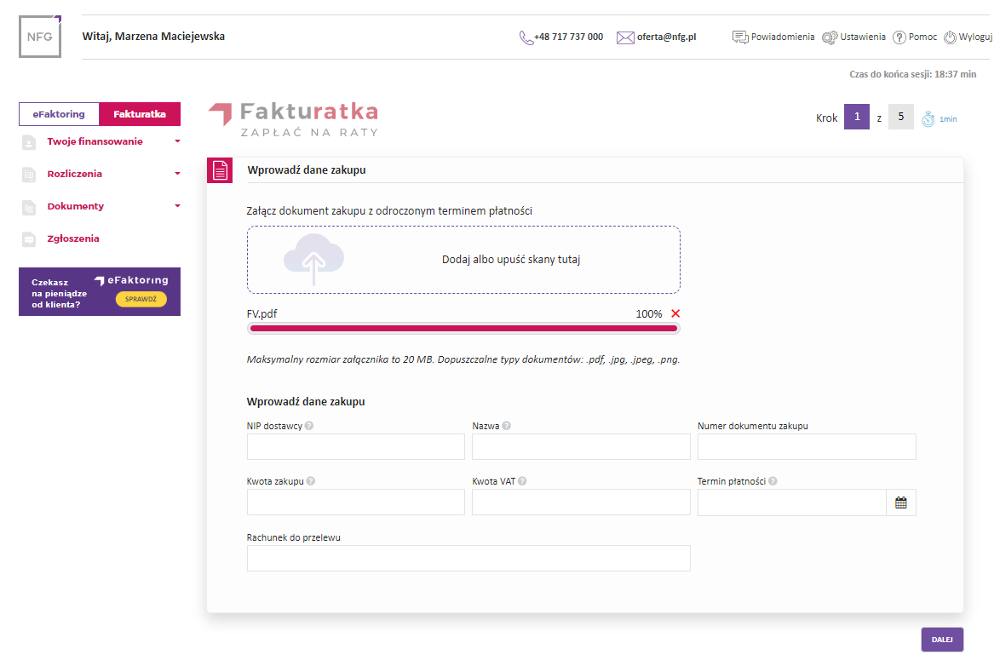 NFG
Witaj, Marzena Maciejewska
+48 717 737 000
oferta@nfg.pl
Powiadomienia
Ustawienia
Pomoc
Wyloguj
Czas do końca sesji: 18:37 min
eFaktoring
Fakturatka
Twoje finansowanie
Rozliczenia
Dokumenty
Zgłoszenia
Czekasz
na pieniądze
od klienta?
eFaktoring
SPRAWDŹ
Fakturatka
ZAPŁAĆ NA RATY
Krok 1 z 5 1min
Wprowadź dane zakupu
Załącz dokument zakupu z odroczonym terminem płatności
Dodaj albo upuść skany tutaj
FV.pdf 100%
Maksymalny rozmiar załącznika to 20 MB. Dopuszczalne typy dokumentów: .pdf, .jpg, .jpeg, .png.
Wprowadź dane zakupu
NIP dostawcy ?
Nazwa ?
Numer dokumentu zakupu
Kwota zakupu ?
Kwota VAT ?
Termin płatności ?
Rachunek do przelewu
DALEJ